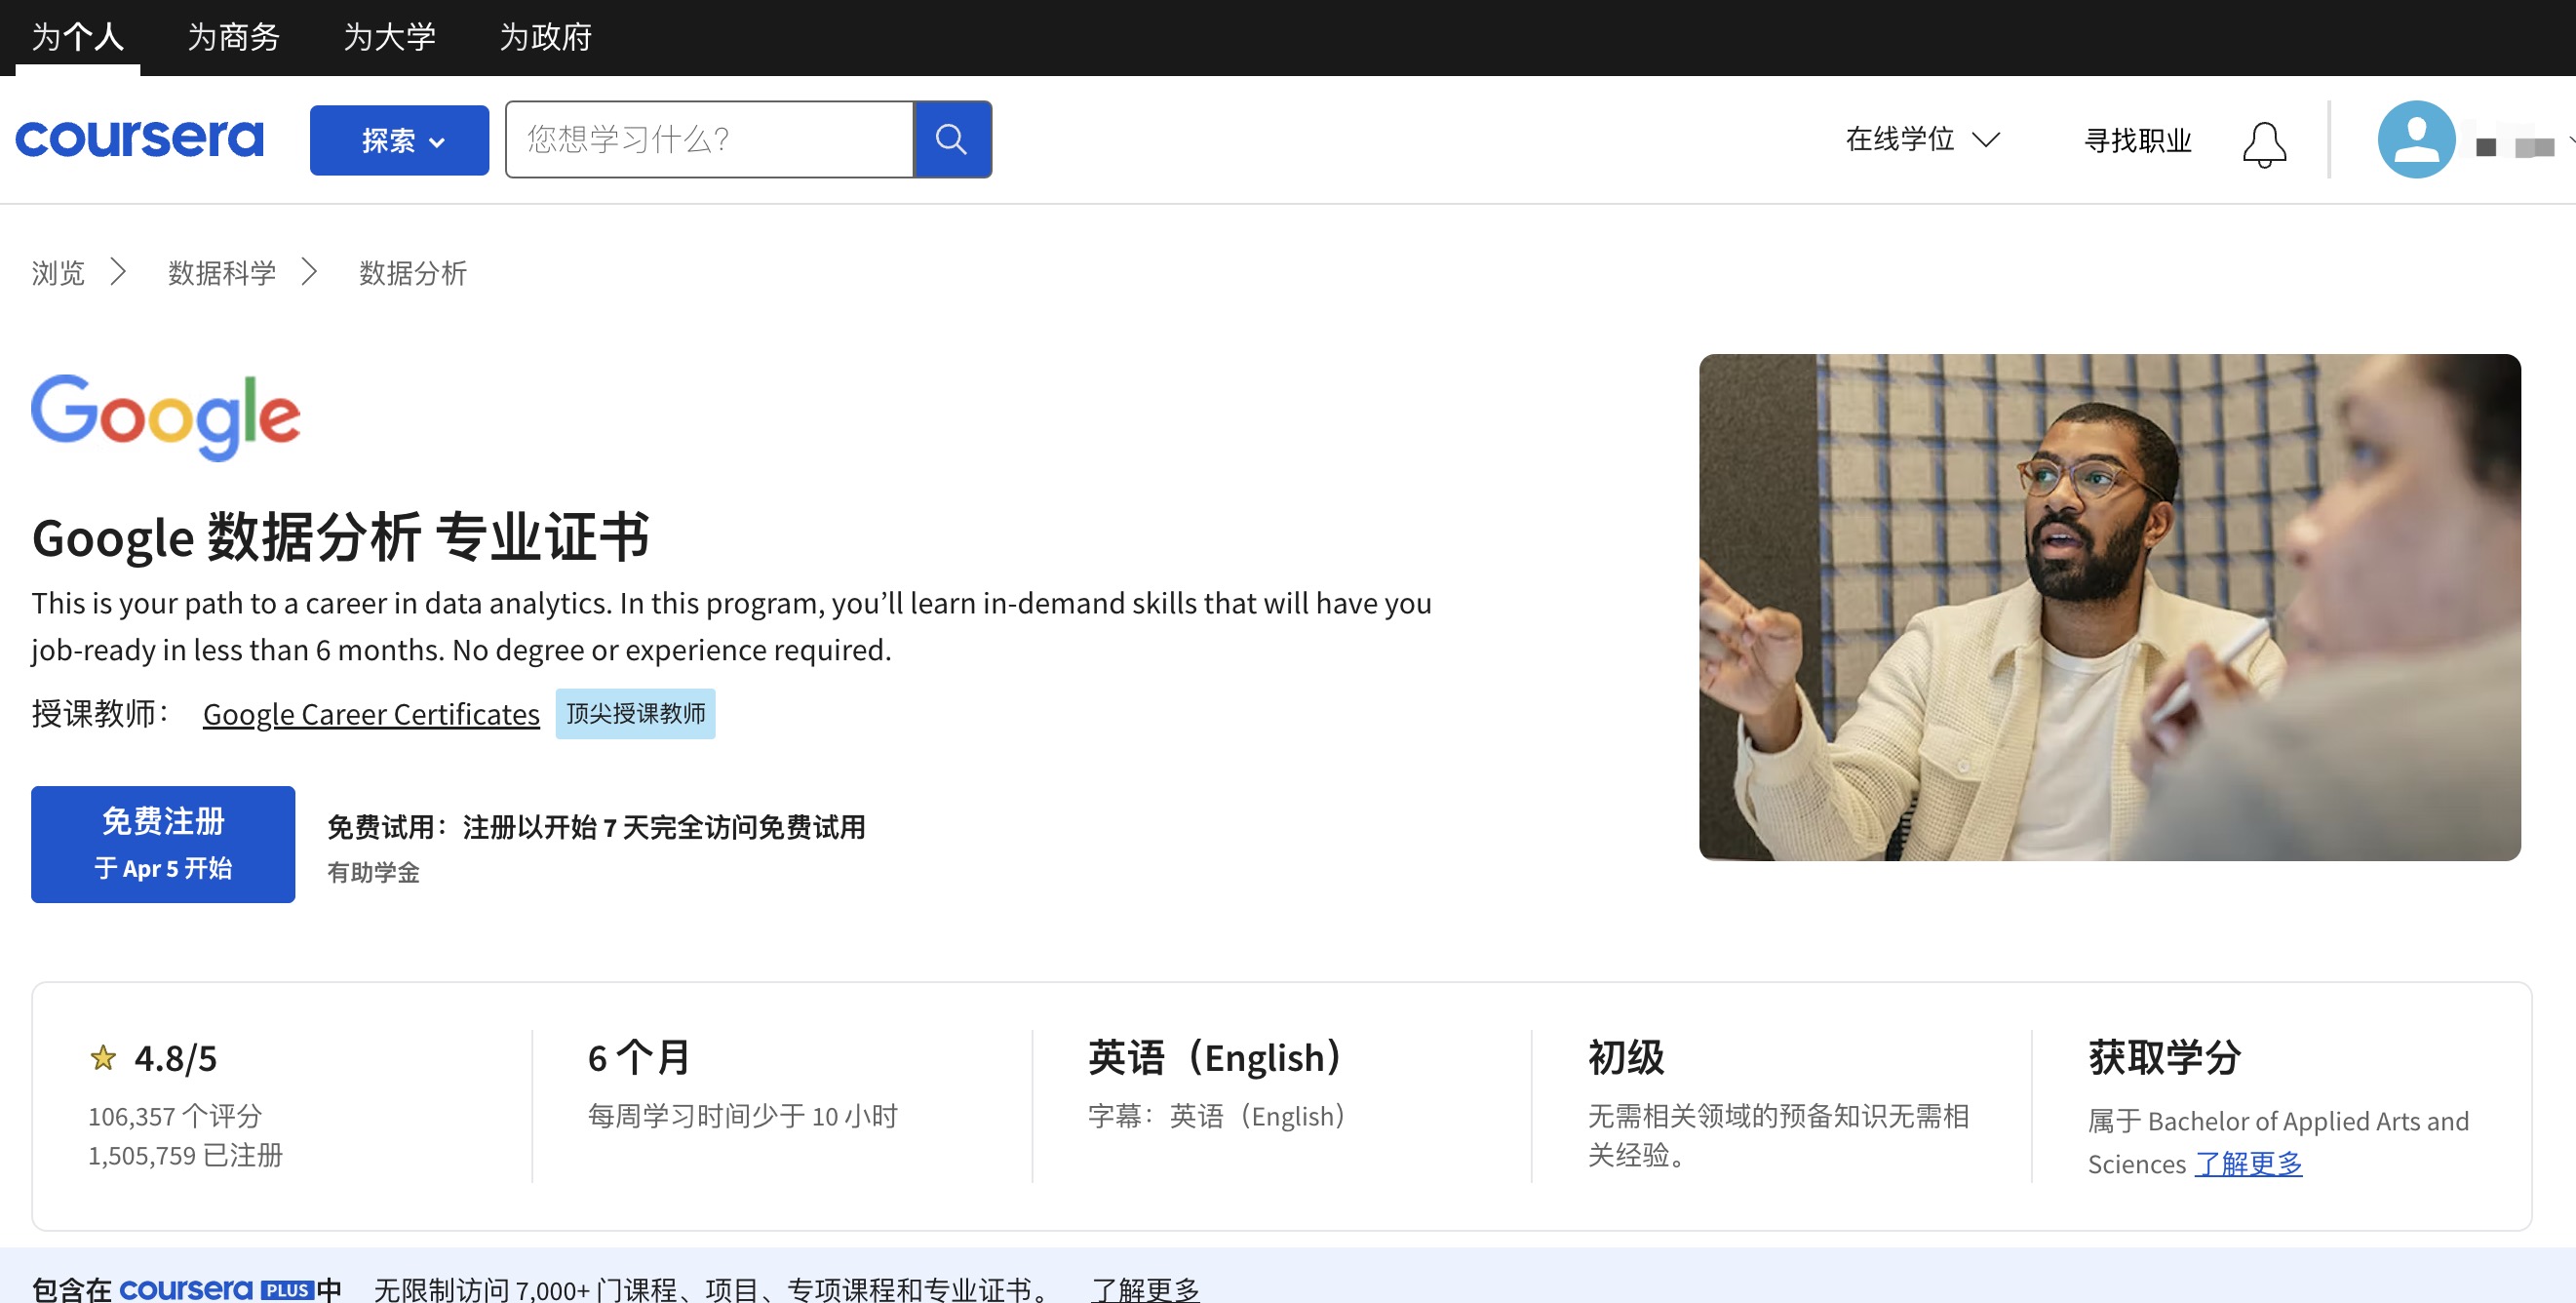 为个人 为商务 为大学 为政府
coursera 探索 您想学习什么？ 在线学位 寻找职业
浏览 数据科学 数据分析
Google
Google 数据分析 专业证书
This is your path to a career in data analytics. In this program, you’ll learn in-demand skills that will have you
job-ready in less than 6 months. No degree or experience required.
授课教师： Google Career Certificates 顶尖授课教师
免费注册
于 Apr 5 开始
免费试用：注册以开始 7 天完全访问免费试用
有助学金
4.8/5
106,357 个评分
1,505,759 已注册
6 个月
每周学习时间少于 10 小时
英语（English）
字幕：英语（English）
初级
无需相关领域的预备知识无需相
关经验。
获取学分
属于 Bachelor of Applied Arts and
Sciences 了解更多
包含在 coursera PLUS 中 无限制访问 7,000+ 门课程、项目、专项课程和专业证书。 了解更多